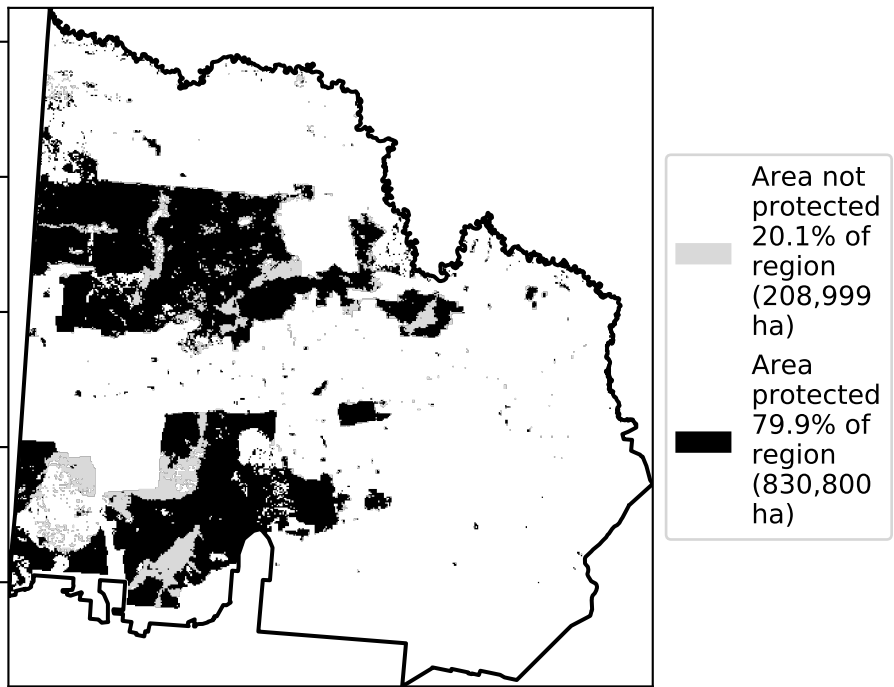 Area not
protected
20.1% of
region
(208,999
ha)
Area
protected
79.9% of
region
(830,800
ha)